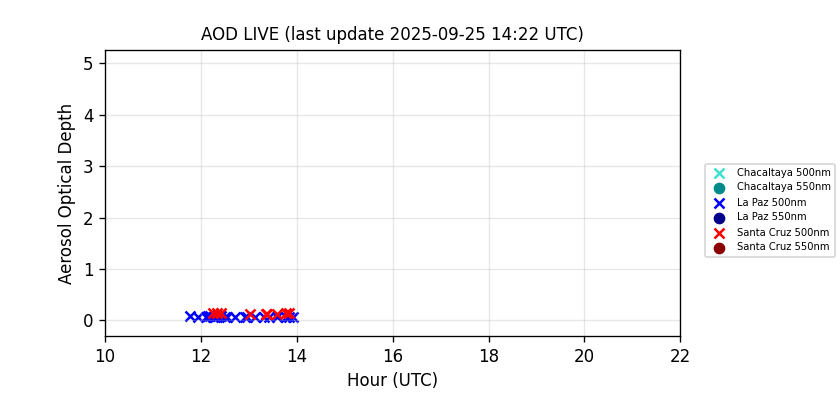 AOD LIVE (last update 2025-09-25 14:22 UTC)
Aerosol Optical Depth
5
4
3
2
1
0
10 12 14 16 18 20 22
Hour (UTC)
Chacaltaya 500nm
Chacaltaya 550nm
La Paz 500nm
La Paz 550nm
Santa Cruz 500nm
Santa Cruz 550nm